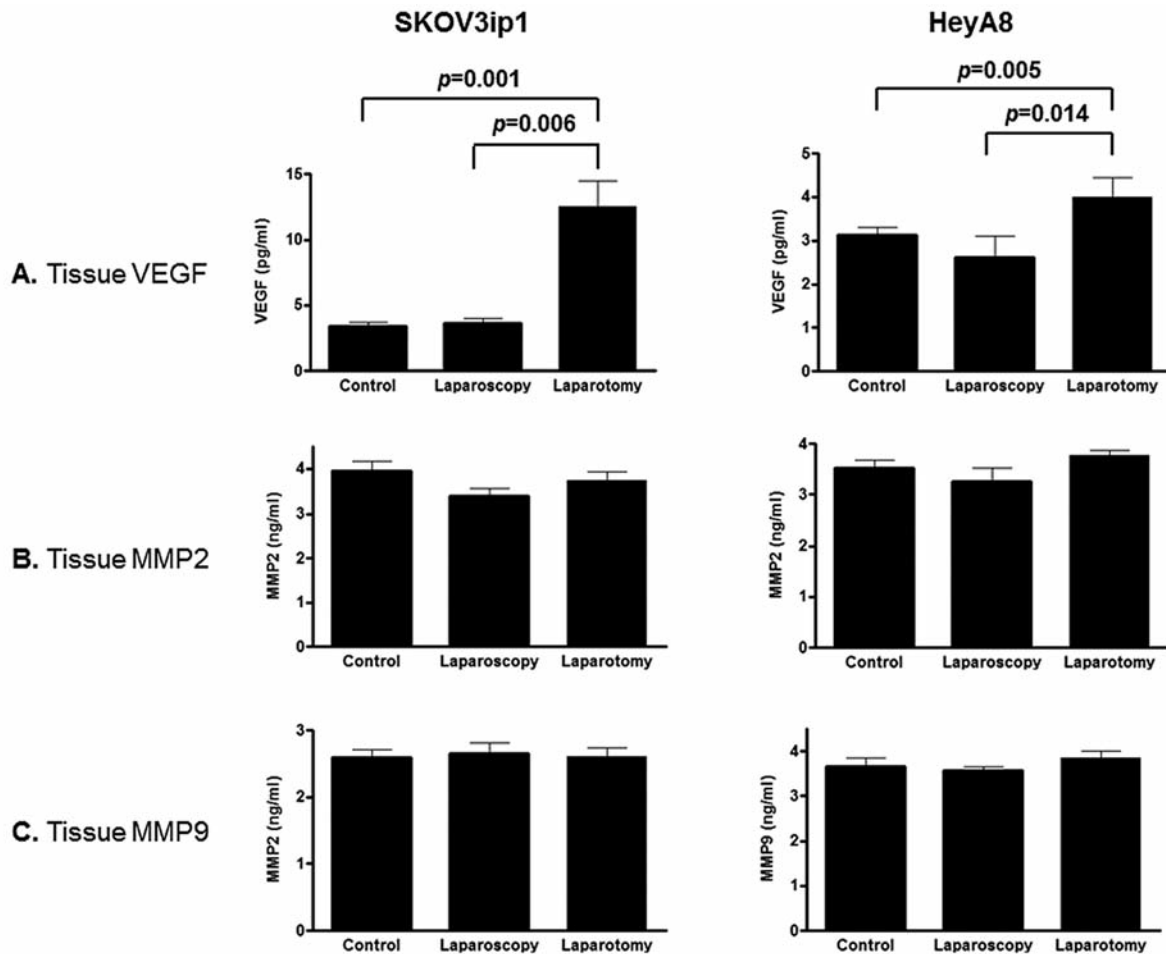 SKOV3ip1
HeyA8
p=0.001
p=0.006
p=0.005
p=0.014
A. Tissue VEGF
VEGF (pg/ml)
15
10
5
0
Control Laparoscopy Laparotomy
VEGF (pg/ml)
5
4
3
2
1
0
Control Laparoscopy Laparotomy
B. Tissue MMP2
MMP2 (ng/ml)
4
3
2
1
0
Control Laparoscopy Laparotomy
MMP2 (ng/ml)
4
3
2
1
0
Control Laparoscopy Laparotomy
C. Tissue MMP9
MMP2 (ng/ml)
3
2
1
0
Control Laparoscopy Laparotomy
MMP9 (ng/ml)
4
3
2
1
0
Control Laparoscopy Laparotomy